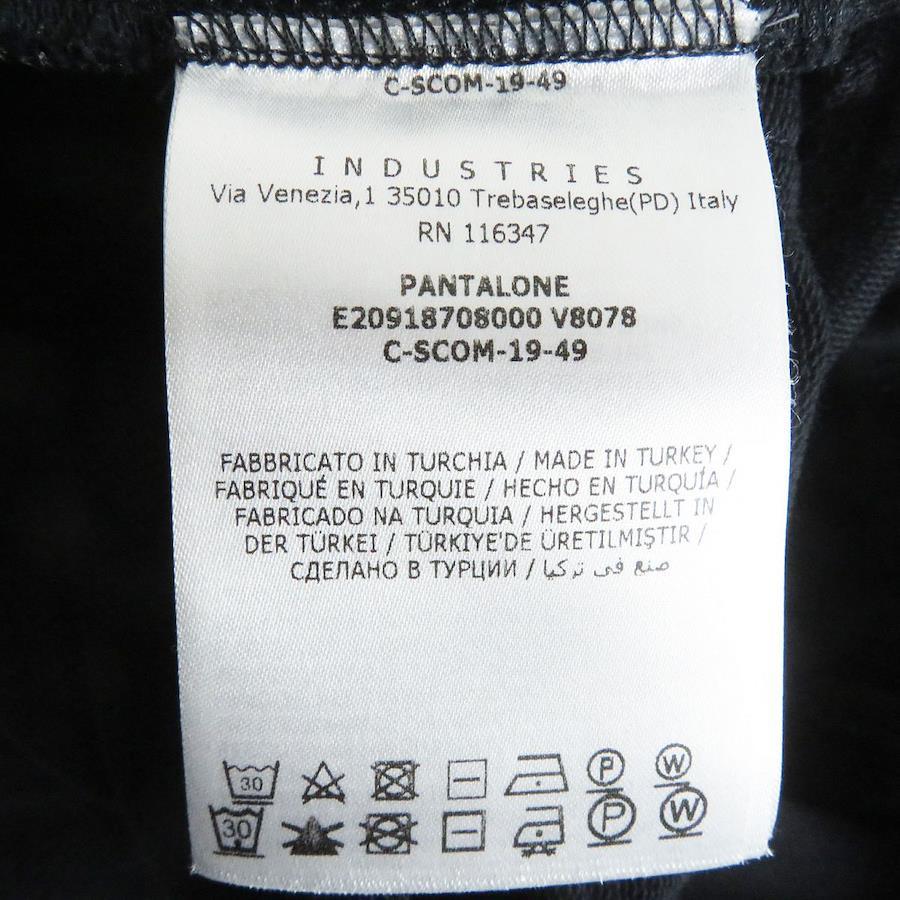 C-SCOM-19-49
INDUSTRIES
Via Venezia,1 35010 Trebaseleghe(PD) Italy
RN 116347
PANTALONE
E20918708000 V8078
C-SCOM-19-49
FABBRICATO IN TURCHIA / MADE IN TURKEY /
FABRIQUÉ EN TURQUIE / HECHO EN TURQUÍA /
FABRICADO NA TURQUIA / HERGESTELLT IN
DER TÜRKEI / TÜRKIYE'DE ÜRETILMIŞTIR /
СДЕЛАНО В ТУРЦИИ / صنع في تركيا
30 P W
30 P W